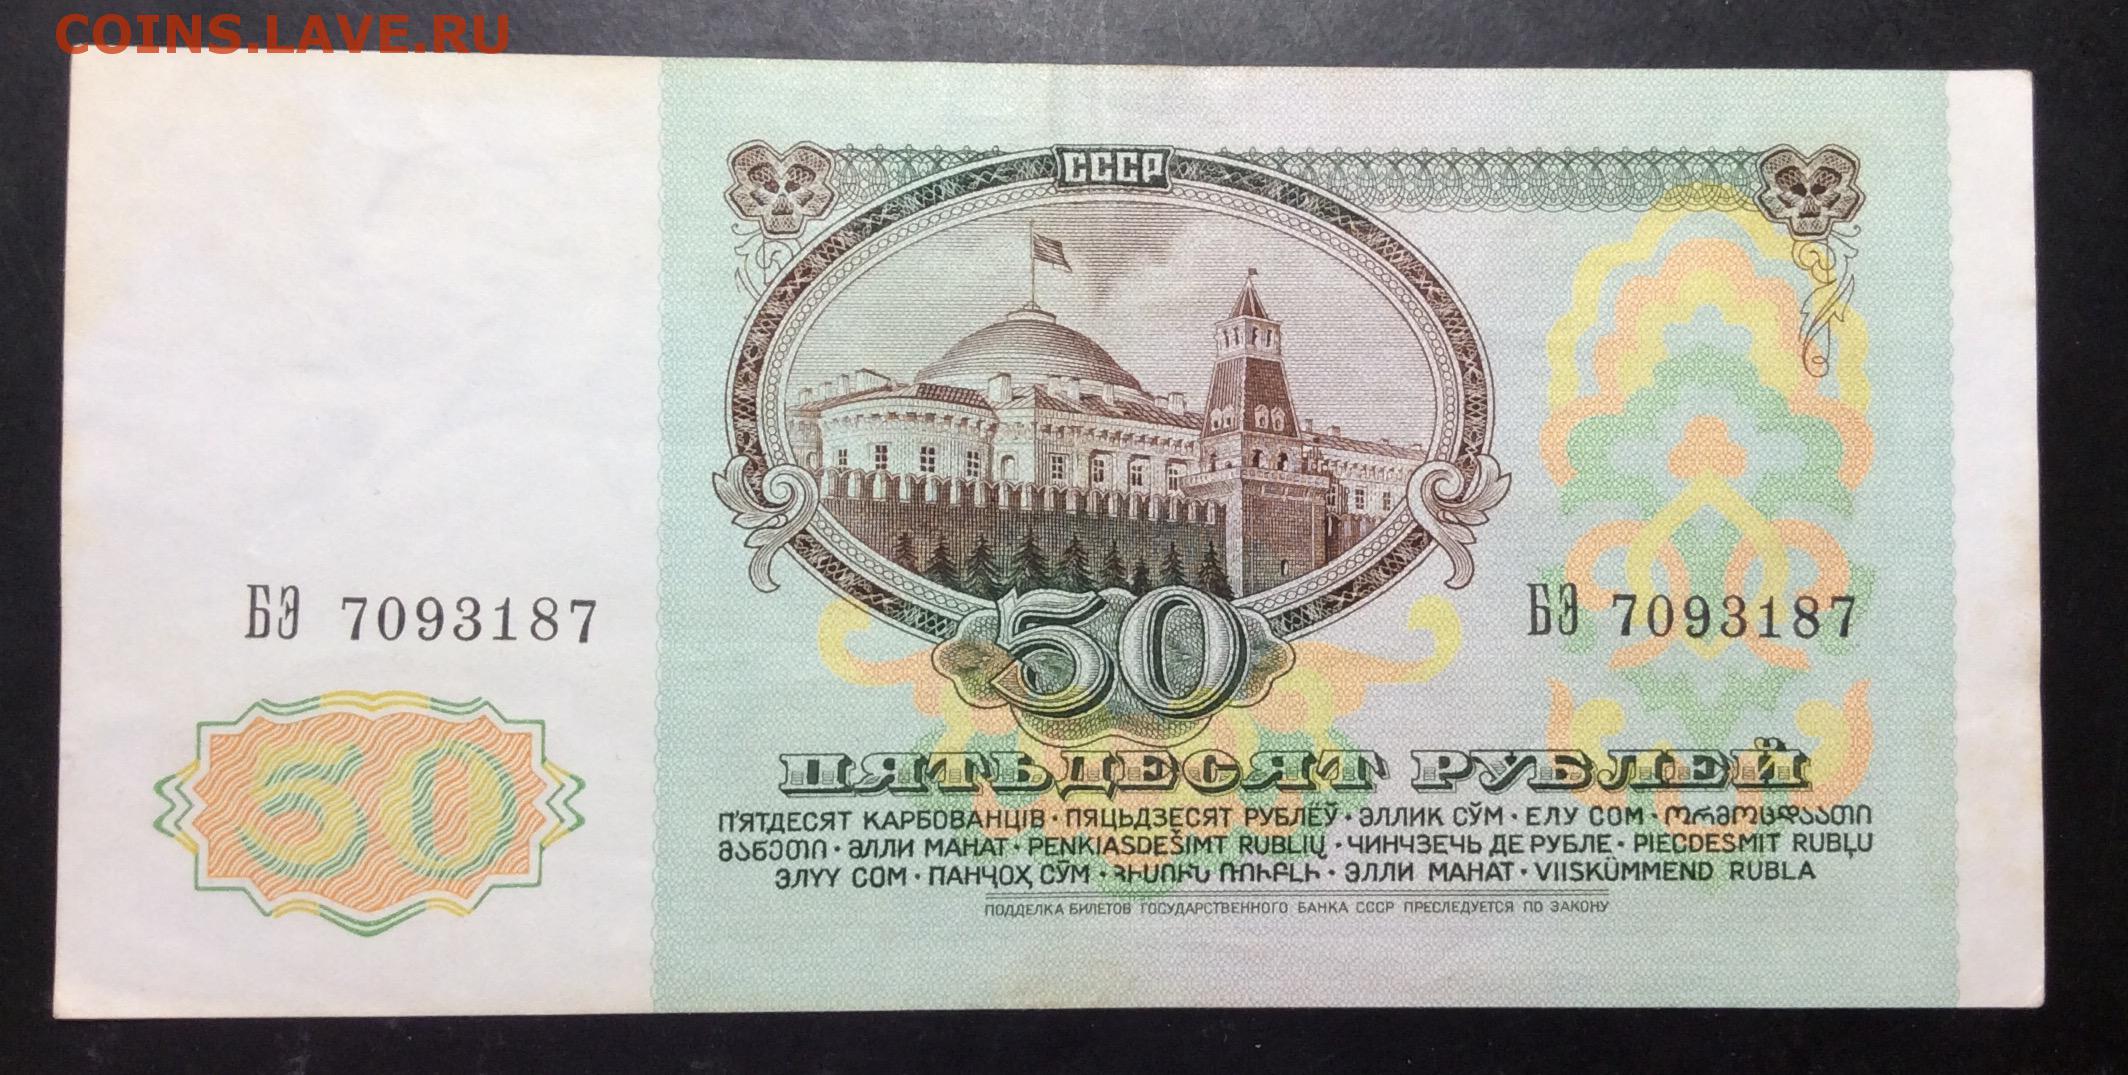 COINS.LAVE.RU
СССР
БЭ 7093187
БЭ 7093187
50
50
ПЯТЬДЕСЯТ РУБЛЕЙ
П'ЯТДЕСЯТ КАРБОВАНЦІВ · ПЯЦЬДЗЕСЯТ РУБЛЁЎ · ЭЛЛИК СЎМ · ЕЛУ СОМ · ორმოცდაათი
მანეთი · ӘЛЛИ МАНАТ · PENKIASDEŠIMT RUBLIŲ · ЧИНЧЗЕЧЬ ДЕ РУБЛЕ · PIECDESMIT RUBĻU
ЭЛҮҮ СОМ · ПАНҶОҲ СЎМ · ՀԻՍՈՒՆ ՌՈՒԲԼԻ · ЭЛЛИ МАНАТ · VIISKÜMMEND RUBLA
ПОДДЕЛКА БИЛЕТОВ ГОСУДАРСТВЕННОГО БАНКА СССР ПРЕСЛЕДУЕТСЯ ПО ЗАКОНУ